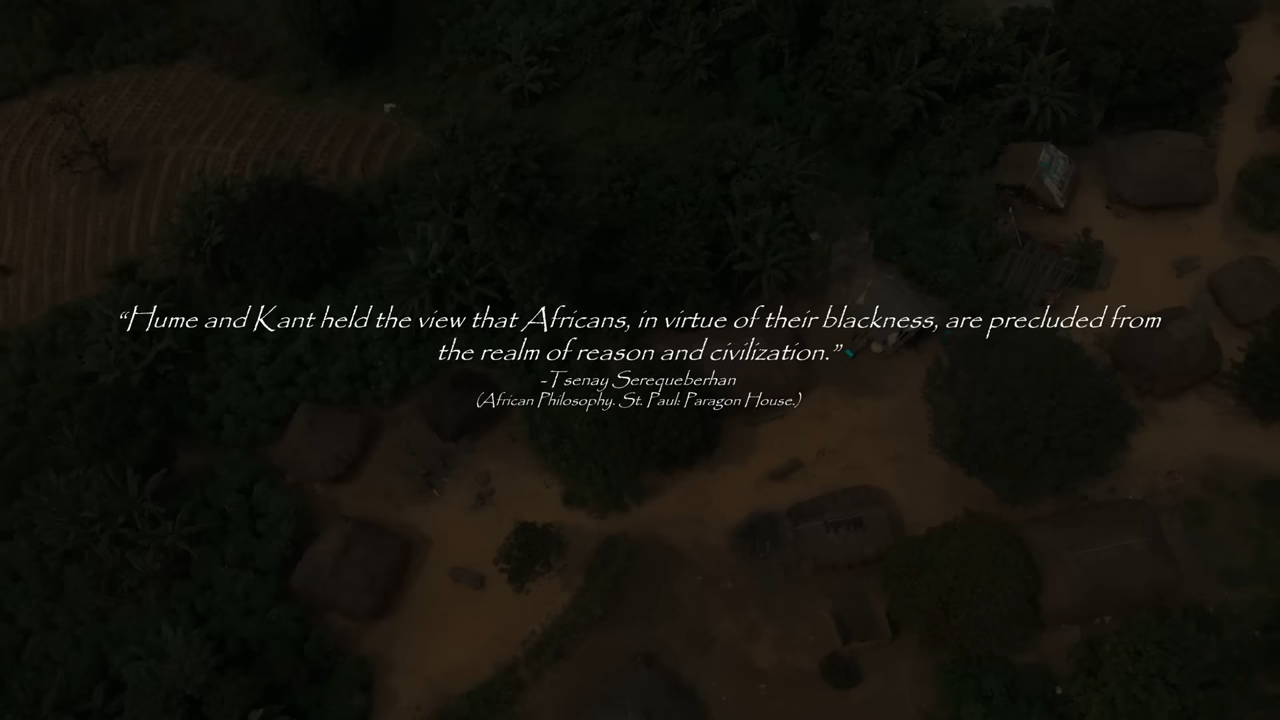 “Hume and Kant held the view that Africans, in virtue of their blackness, are precluded from
the realm of reason and civilization.”
-Tsenay Serequeberhan
(African Philosophy. St. Paul: Paragon House.)